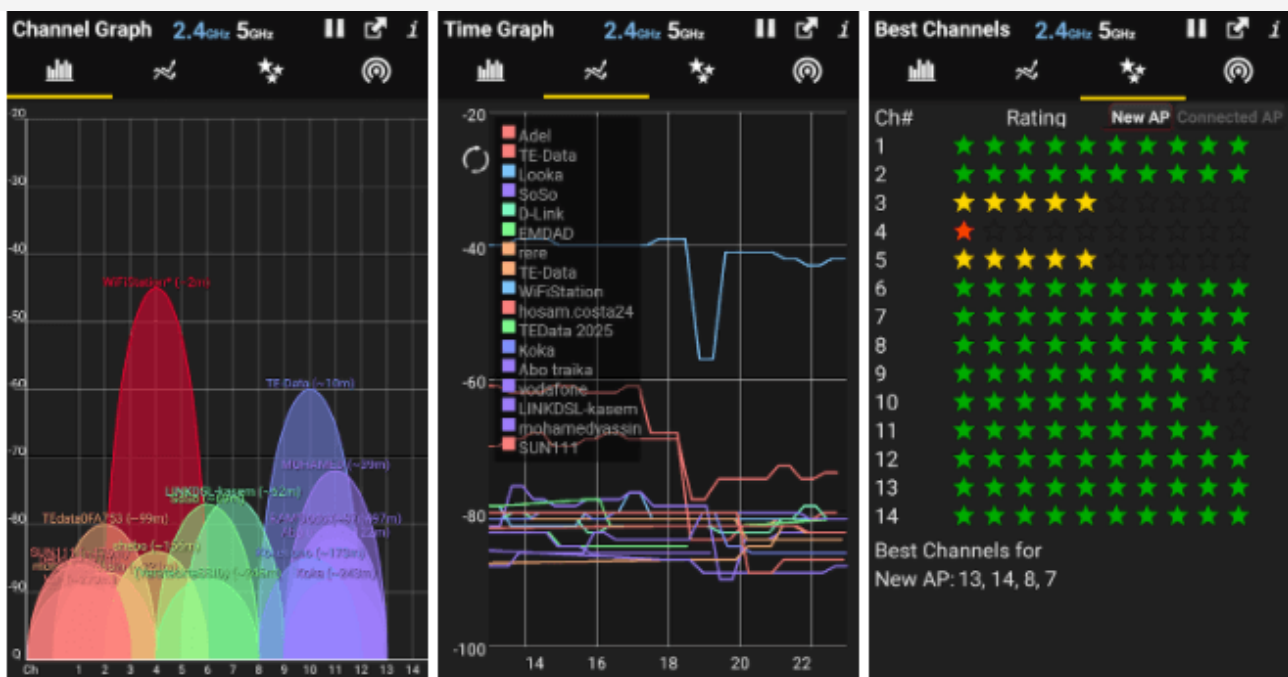 Channel Graph 2.4GHz 5GHz i
-20
-30
-40
WiFiStation* (~2m)
-50
-60
TE-Data (~10m)
-70
MOHAMED (~39m)
LINKDSL-kasem (~62m)
-80
TEdata0FA753 (~99m)
-90
Koka (~243m)
Ch 1 2 3 4 5 6 7 8 9 10 11 12 13 14
Time Graph 2.4GHz 5GHz i
-20
Adel
TE-Data
Looka
SoSo
D-Link
-40
EMDAD
rere
TE-Data
WiFiStation
hosam.costa24
TEData 2025
Koka
Abo traika
-60
vodafone
LINKDSL-kasem
mohamedyassin
SUN111
-80
-100
14 16 18 20 22
Best Channels 2.4GHz 5GHz i
Ch# Rating New AP Connected AP
1
2
3
4
5
6
7
8
9
10
11
12
13
14
Best Channels for
New AP: 13, 14, 8, 7